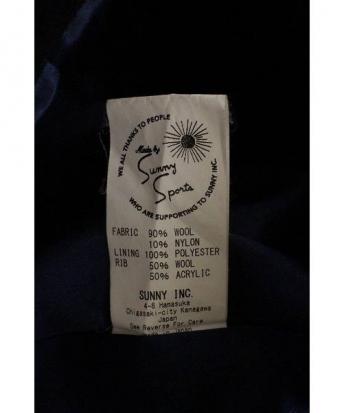 WE ALL THANKS TO PEOPLE
WHO ARE SUPPORTING TO SUNNY INC.
Made by
Sunny
Sports
FABRIC 90% WOOL
10% NYLON
LINING 100% POLYESTER
RIB 50% WOOL
50% ACRYLIC
SUNNY INC.
4-8 Hamasuka
Chigasaki-city Kanagawa
Japan
See Reverse For Care